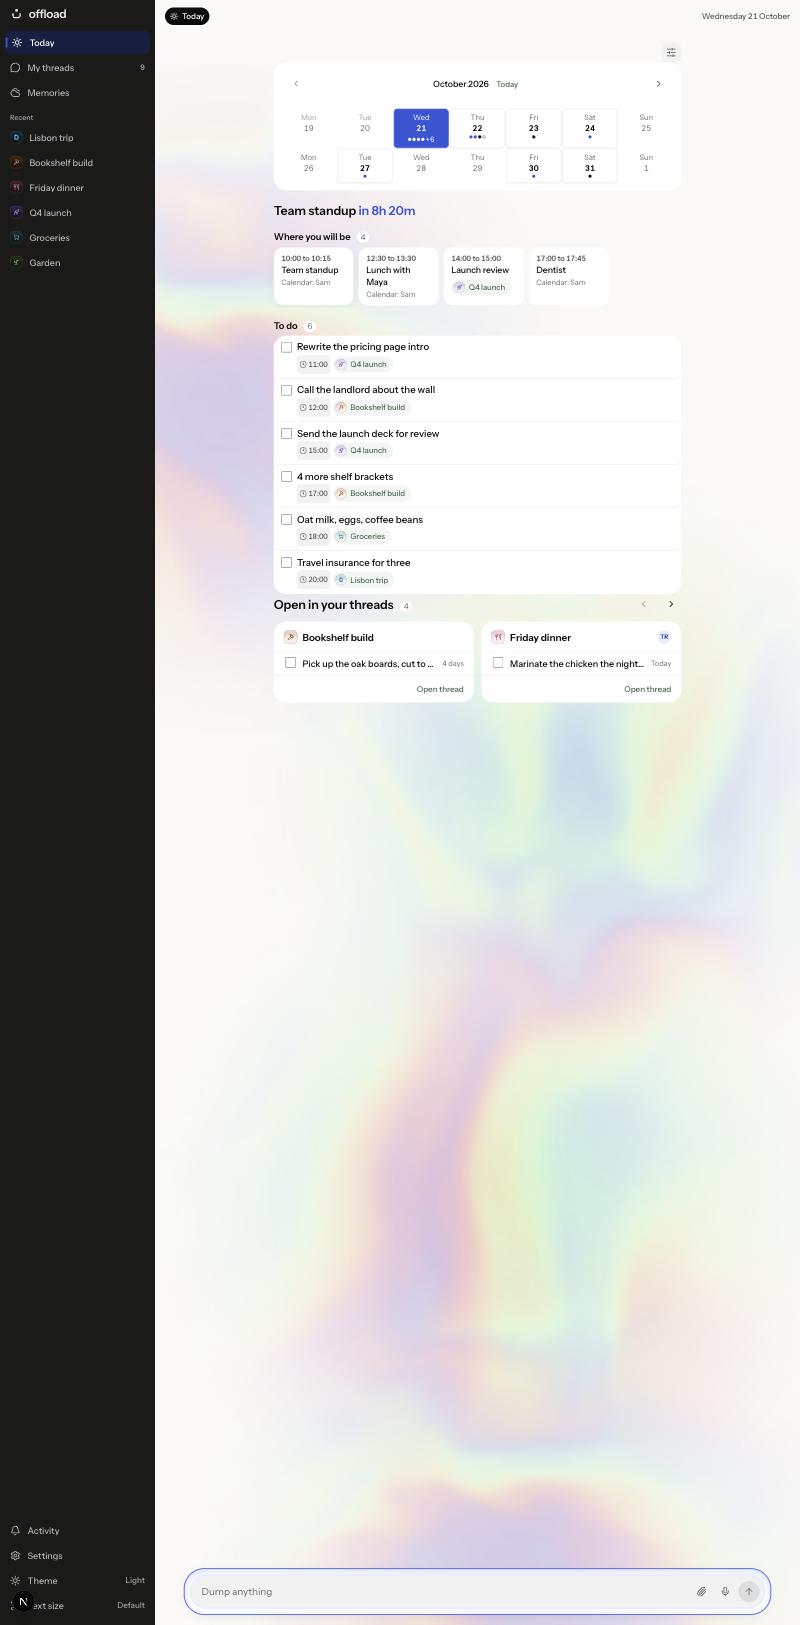 offload
Today
My threads 9
Memories
Recent
Lisbon trip
Bookshelf build
Friday dinner
Q4 launch
Groceries
Garden
Activity
Settings
Theme Light
ext size Default
N
Today
Wednesday 21 October
October 2026 Today
Mon Tue Wed Thu Fri Sat Sun
19 20 21 22 23 24 25
+6
Mon Tue Wed Thu Fri Sat Sun
26 27 28 29 30 31 1
Team standup in 8h 20m
Where you will be 4
10:00 to 10:15
Team standup
Calendar: Sam
12:30 to 13:30
Lunch with
Maya
Calendar: Sam
14:00 to 15:00
Launch review
Q4 launch
17:00 to 17:45
Dentist
Calendar: Sam
To do 6
Rewrite the pricing page intro
11:00 Q4 launch
Call the landlord about the wall
12:00 Bookshelf build
Send the launch deck for review
15:00 Q4 launch
4 more shelf brackets
17:00 Bookshelf build
Oat milk, eggs, coffee beans
18:00 Groceries
Travel insurance for three
20:00 Lisbon trip
Open in your threads 4
Bookshelf build
Pick up the oak boards, cut to ... 4 days
Open thread
Friday dinner TR
Marinate the chicken the night... Today
Open thread
Dump anything